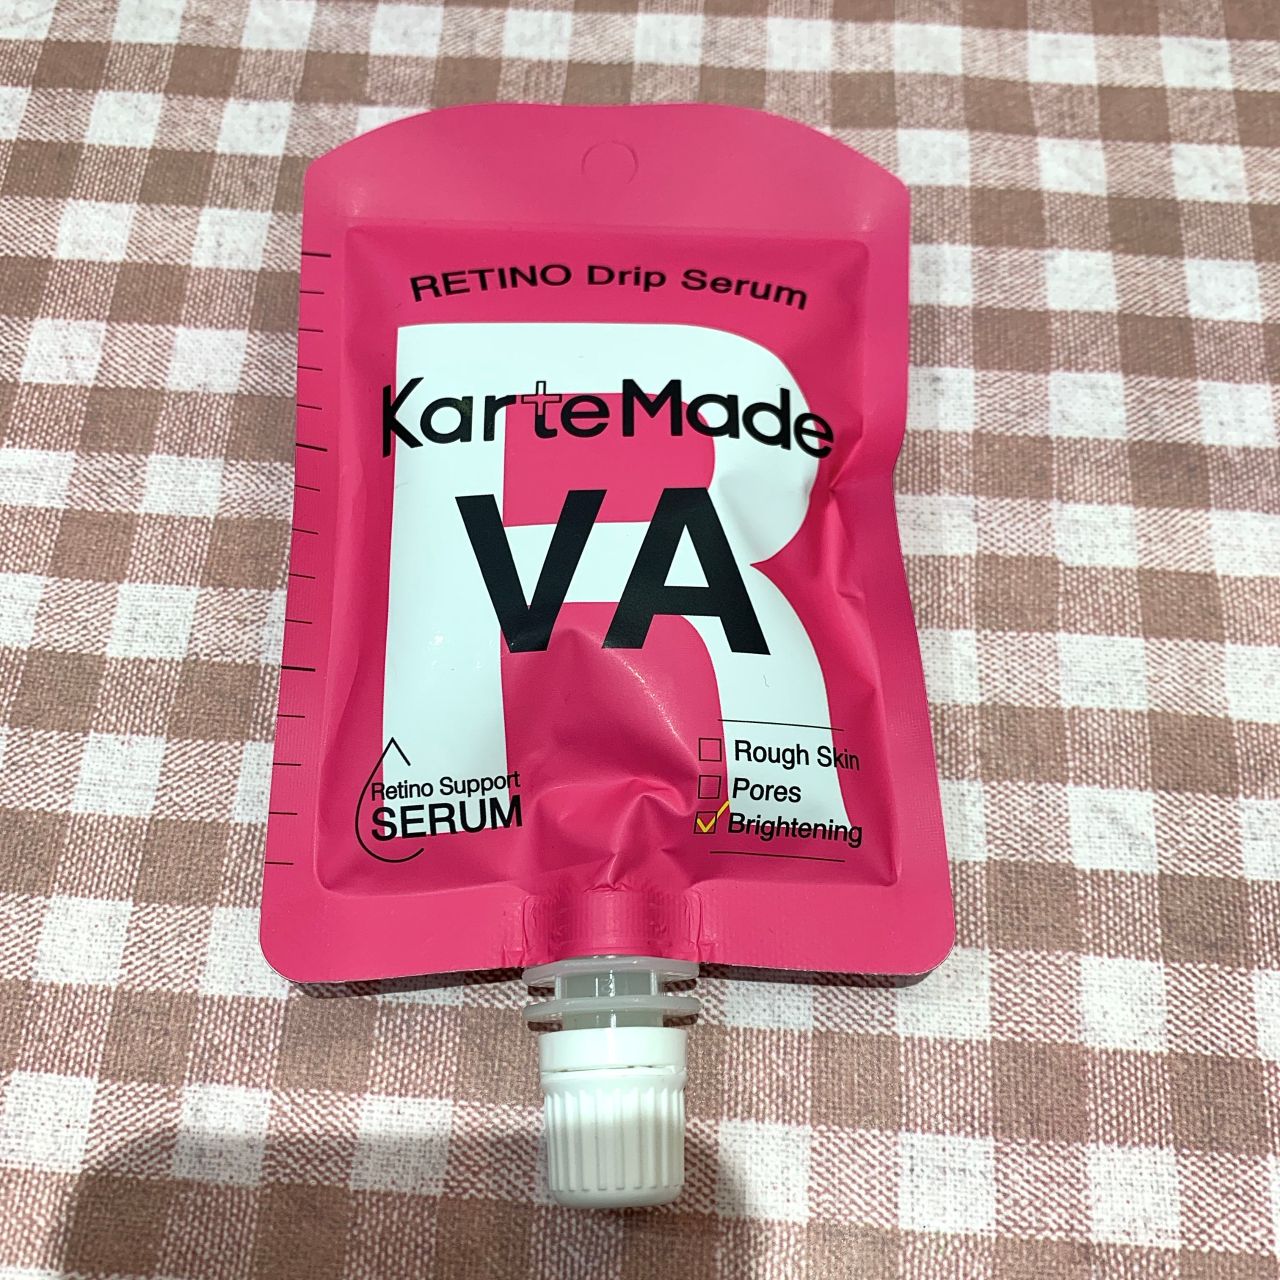 RETINO Drip Serum
KarteMade
VA
Retino Support
SERUM
Rough Skin
Pores
Brightening